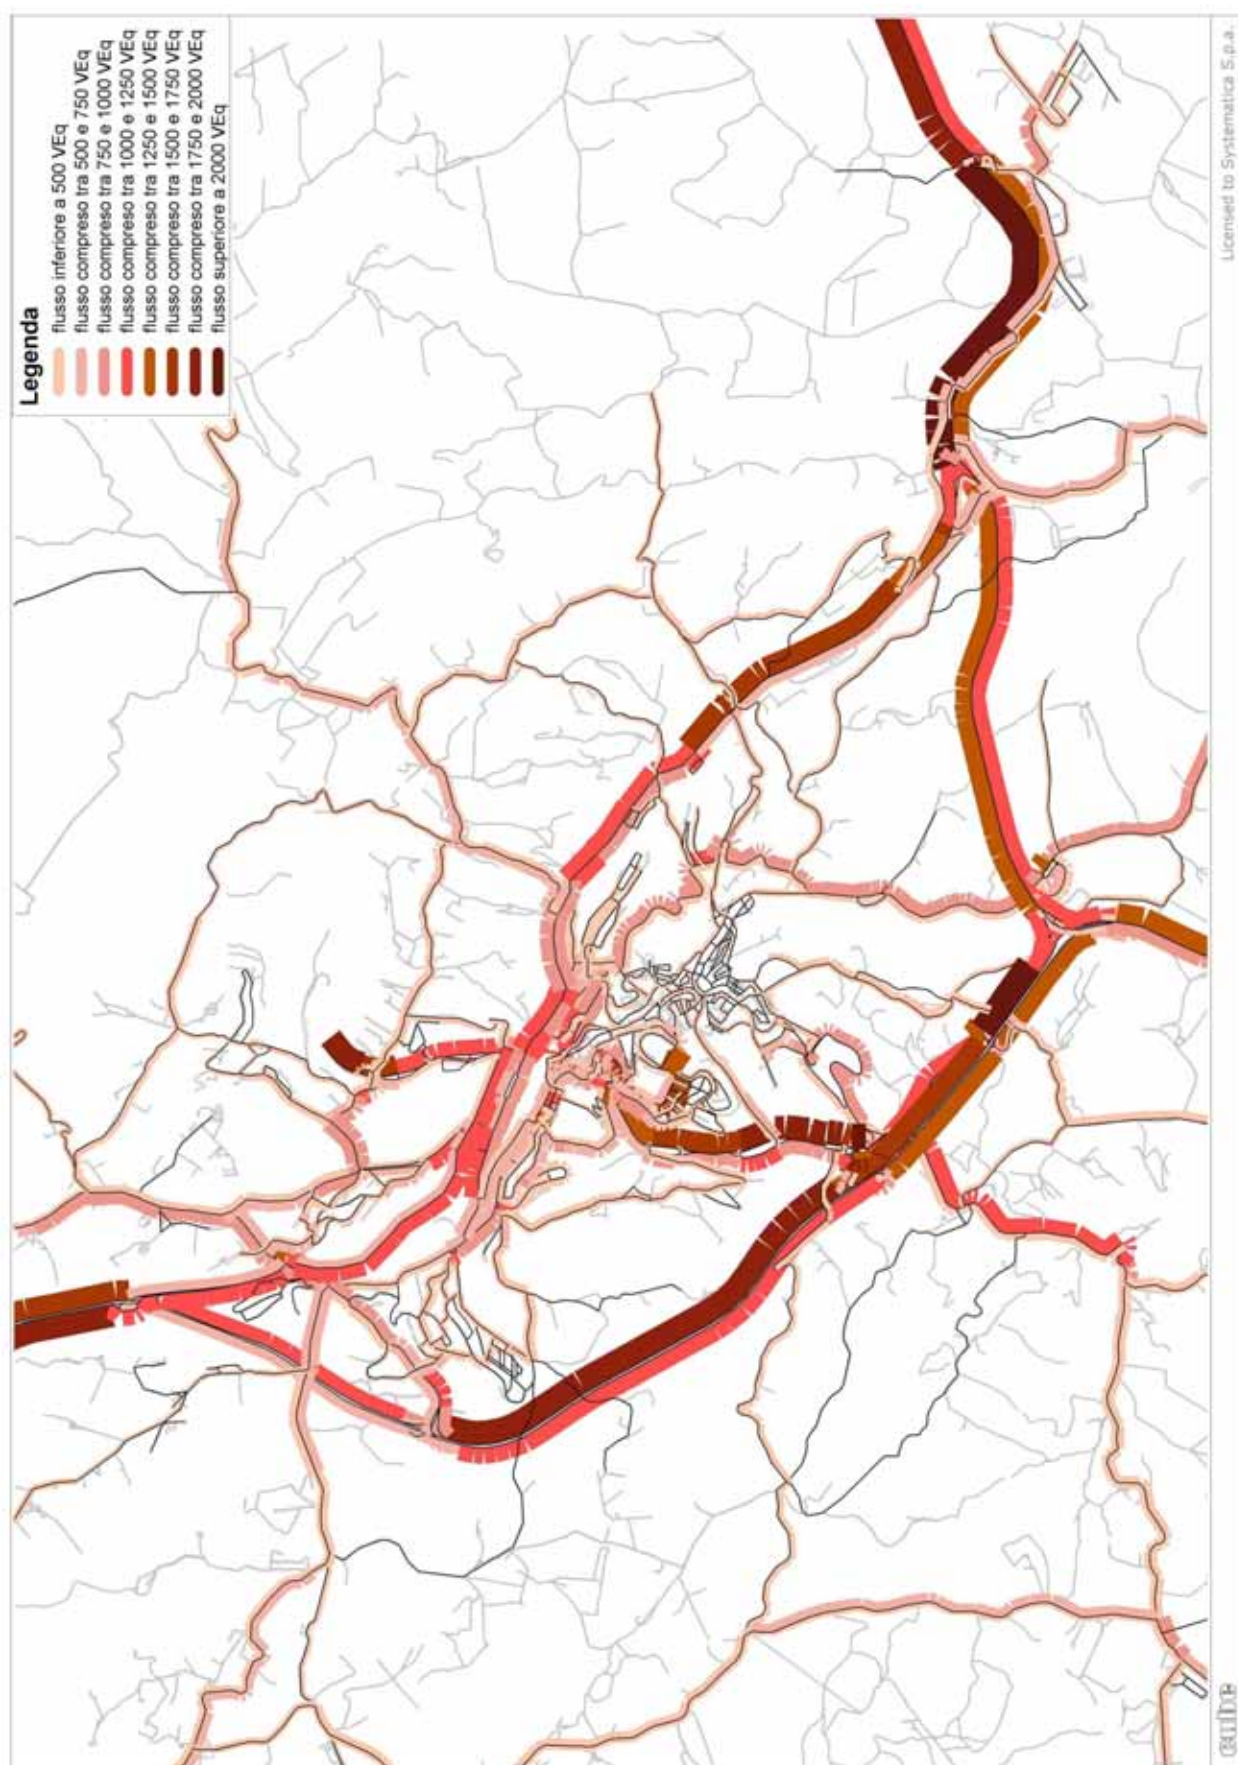 Legenda
flusso inferiore a 500 VEq
flusso compreso tra 500 e 750 VEq
flusso compreso tra 750 e 1000 VEq
flusso compreso tra 1000 e 1250 VEq
flusso compreso tra 1250 e 1500 VEq
flusso compreso tra 1500 e 1750 VEq
flusso compreso tra 1750 e 2000 VEq
flusso superiore a 2000 VEq
Licensed to Systematica S.p.a.
cube